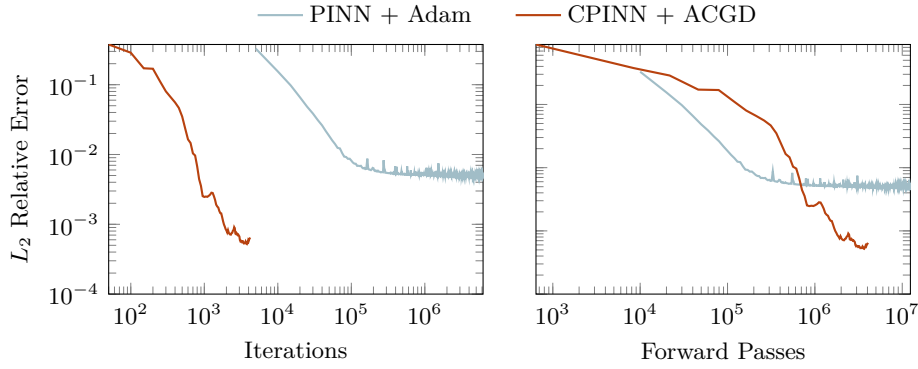 PINN + Adam CPINN + ACGD
L₂ Relative Error
10⁻¹
10⁻²
10⁻³
10⁻⁴
10² 10³ 10⁴ 10⁵ 10⁶
Iterations
10³ 10⁴ 10⁵ 10⁶ 10⁷
Forward Passes